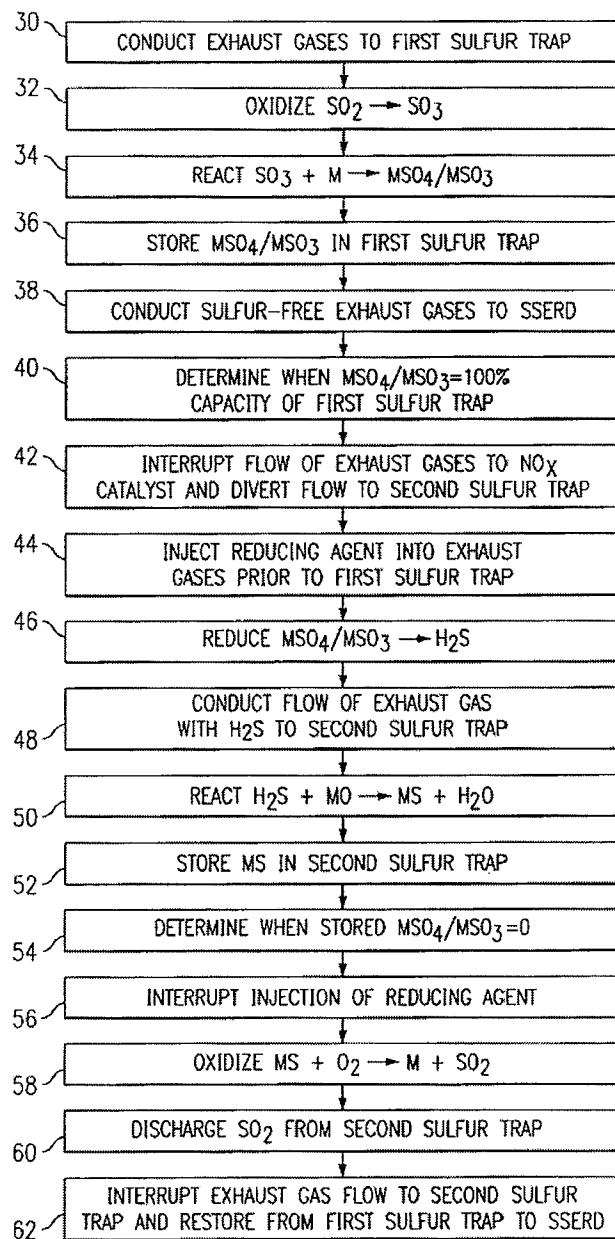 30
CONDUCT EXHAUST GASES TO FIRST SULFUR TRAP
32
OXIDIZE SO₂ → SO₃
34
REACT SO₃ + M → MSO₄/MSO₃
36
STORE MSO₄/MSO₃ IN FIRST SULFUR TRAP
38
CONDUCT SULFUR-FREE EXHAUST GASES TO SSERD
40
DETERMINE WHEN MSO₄/MSO₃=100%
CAPACITY OF FIRST SULFUR TRAP
42
INTERRUPT FLOW OF EXHAUST GASES TO NOₓ
CATALYST AND DIVERT FLOW TO SECOND SULFUR TRAP
44
INJECT REDUCING AGENT INTO EXHAUST
GASES PRIOR TO FIRST SULFUR TRAP
46
REDUCE MSO₄/MSO₃ → H₂S
CONDUCT FLOW OF EXHAUST GAS
WITH H₂S TO SECOND SULFUR TRAP
48
REACT H₂S + MO → MS + H₂O
50
STORE MS IN SECOND SULFUR TRAP
52
DETERMINE WHEN STORED MSO₄/MSO₃=0
54
INTERRUPT INJECTION OF REDUCING AGENT
56
OXIDIZE MS + O₂ → M + SO₂
58
DISCHARGE SO₂ FROM SECOND SULFUR TRAP
60
INTERRUPT EXHAUST GAS FLOW TO SECOND SULFUR
TRAP AND RESTORE FROM FIRST SULFUR TRAP TO SSERD
62